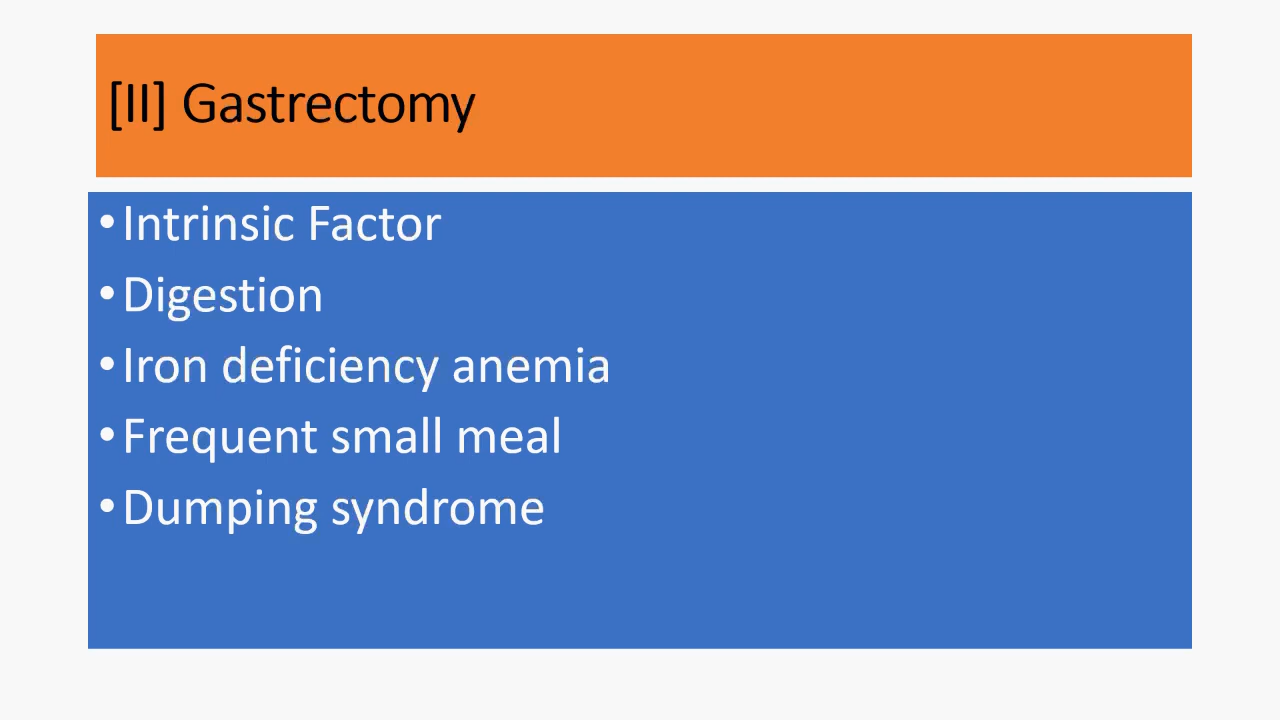 [II] Gastrectomy
•Intrinsic Factor
•Digestion
•Iron deficiency anemia
•Frequent small meal
•Dumping syndrome